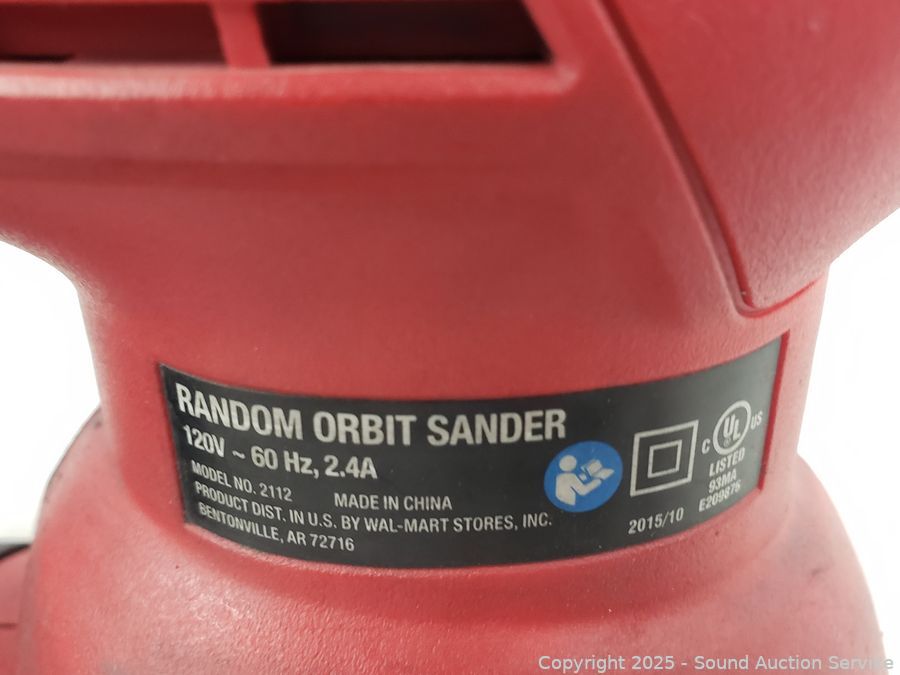 RANDOM ORBIT SANDER
120V ~ 60 Hz, 2.4A
MODEL NO. 2112 MADE IN CHINA
PRODUCT DIST. IN U.S. BY WAL-MART STORES, INC.
BENTONVILLE, AR 72716
2015/10
C UL US
LISTED
93MA
E209875
Copyright 2025 - Sound Auction Service